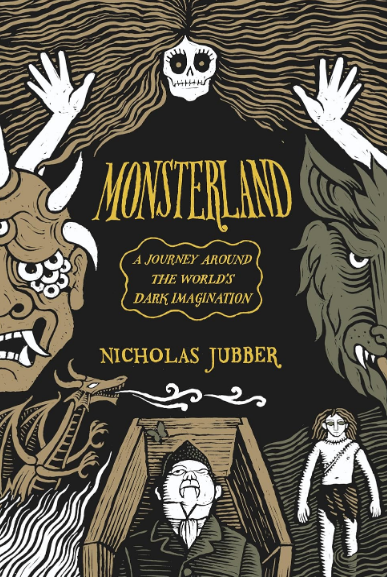 MONSTERLAND
A JOURNEY AROUND
THE WORLD'S
DARK IMAGINATION
NICHOLAS JUBBER